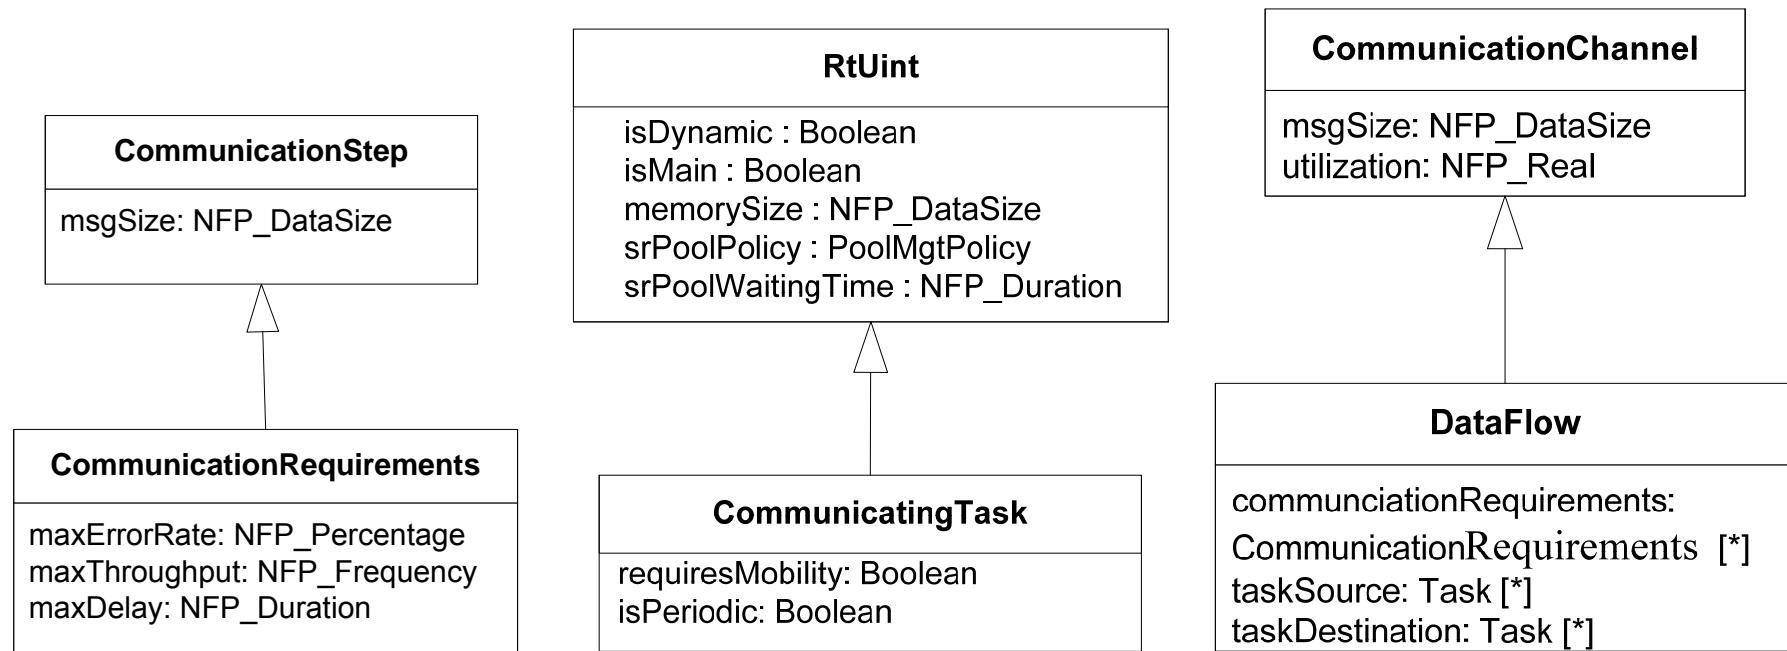 CommunicationStep
msgSize: NFP_DataSize
CommunicationRequirements
maxErrorRate: NFP_Percentage
maxThroughput: NFP_Frequency
maxDelay: NFP_Duration
RtUint
isDynamic : Boolean
isMain : Boolean
memorySize : NFP_DataSize
srPoolPolicy : PoolMgtPolicy
srPoolWaitingTime : NFP_Duration
CommunicatingTask
requiresMobility: Boolean
isPeriodic: Boolean
CommunicationChannel
msgSize: NFP_DataSize
utilization: NFP_Real
DataFlow
communciationRequirements:
CommunicationRequirements [*]
taskSource: Task [*]
taskDestination: Task [*]